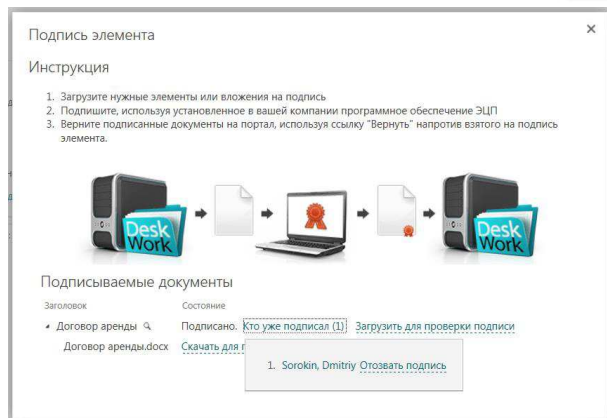 Подпись элемента
Инструкция
1. Загрузите нужные элементы или вложения на подпись
2. Подпишите, используя установленное в вашей компании программное обеспечение ЭЦП
3. Верните подписанные документы на портал, используя ссылку "Вернуть" напротив взятого на подпись
элемента.
Desk Work
Desk Work
Подписываемые документы
Заголовок Состояние
Договор аренды Подписано. Кто уже подписал (1) Загрузить для проверки подписи
Договор аренды.docx Скачать для
1. Sorokin, Dmitriy Отозвать подпись